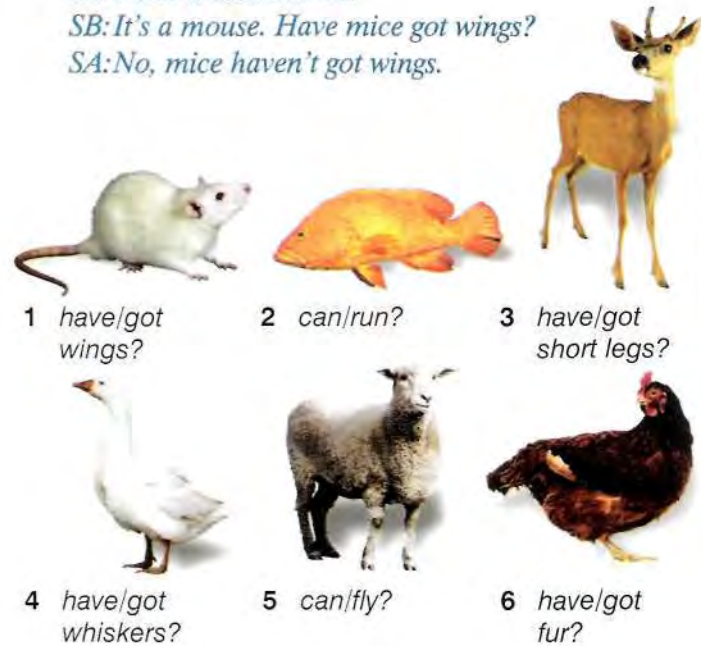 SB: It's a mouse. Have mice got wings?
SA: No, mice haven't got wings.
1 have/got
wings?
2 can/run?
3 have/got
short legs?
4 have/got
whiskers?
5 can/fly?
6 have/got
fur?